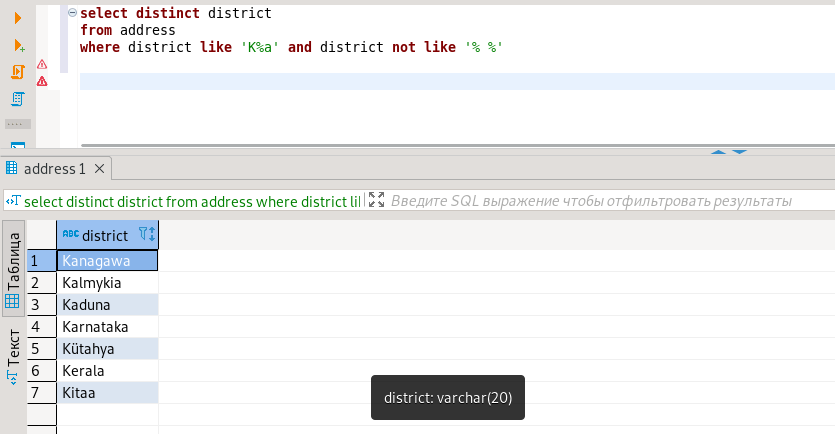 select distinct district
from address
where district like 'K%a' and district not like '% %'
address 1
select distinct district from address where district lil
Введите SQL выражение чтобы отфильтровать результаты
Таблица
Текст
ABC district
1 Kanagawa
2 Kalmykia
3 Kaduna
4 Karnataka
5 Kütahya
6 Kerala
7 Kitaa
district: varchar(20)